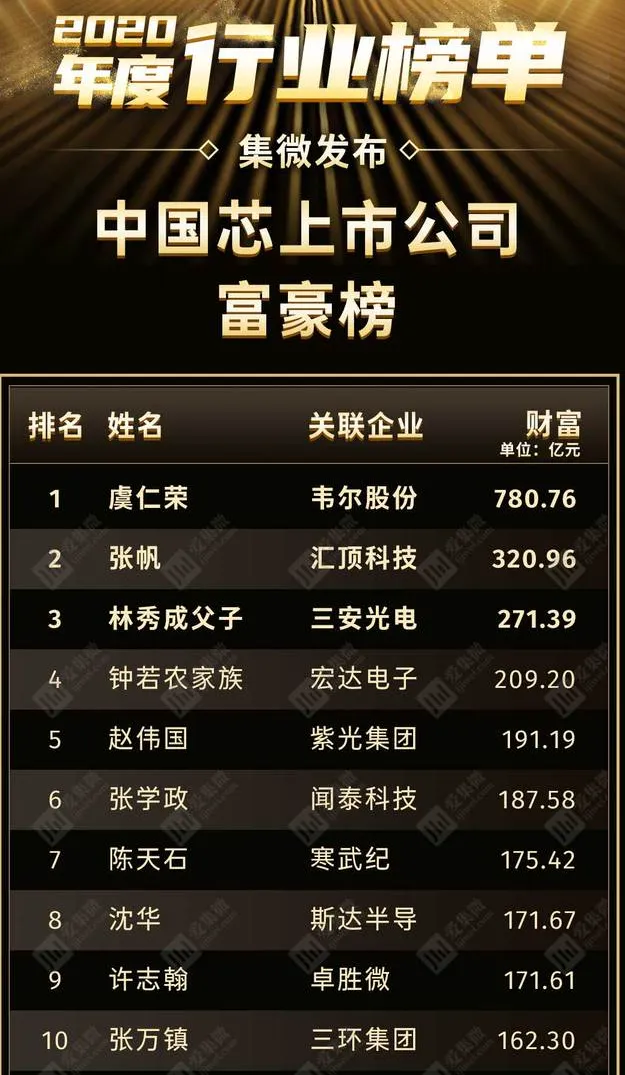 2020
年度行业榜单
集微发布
中国芯上市公司
富豪榜
排名 姓名 关联企业 财富
单位：亿元
1 虞仁荣 韦尔股份 780.76
2 张帆 汇顶科技 320.96
3 林秀成父子 三安光电 271.39
4 钟若农家族 宏达电子 209.20
5 赵伟国 紫光集团 191.19
6 张学政 闻泰科技 187.58
7 陈天石 寒武纪 175.42
8 沈华 斯达半导 171.67
9 许志翰 卓胜微 171.61
10 张万镇 三环集团 162.30